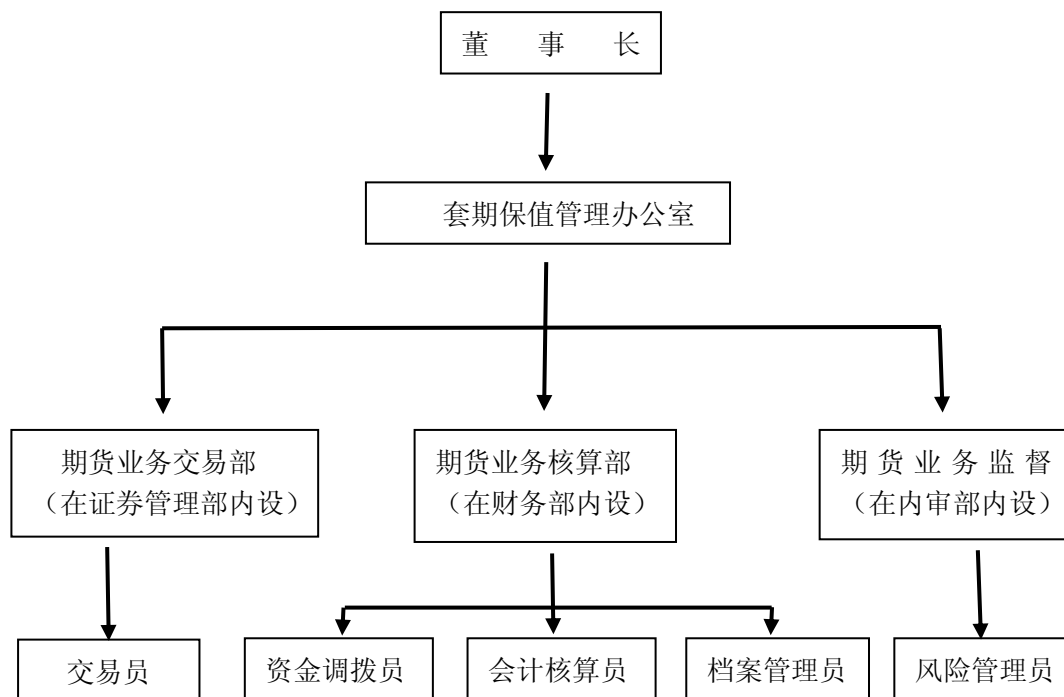 董 事 长
套期保值管理办公室
期货业务交易部
（在证券管理部内设）
期货业务核算部
（在财务部内设）
期货业务监督
（在内审部内设）
交易员
资金调拨员
会计核算员
档案管理员
风险管理员